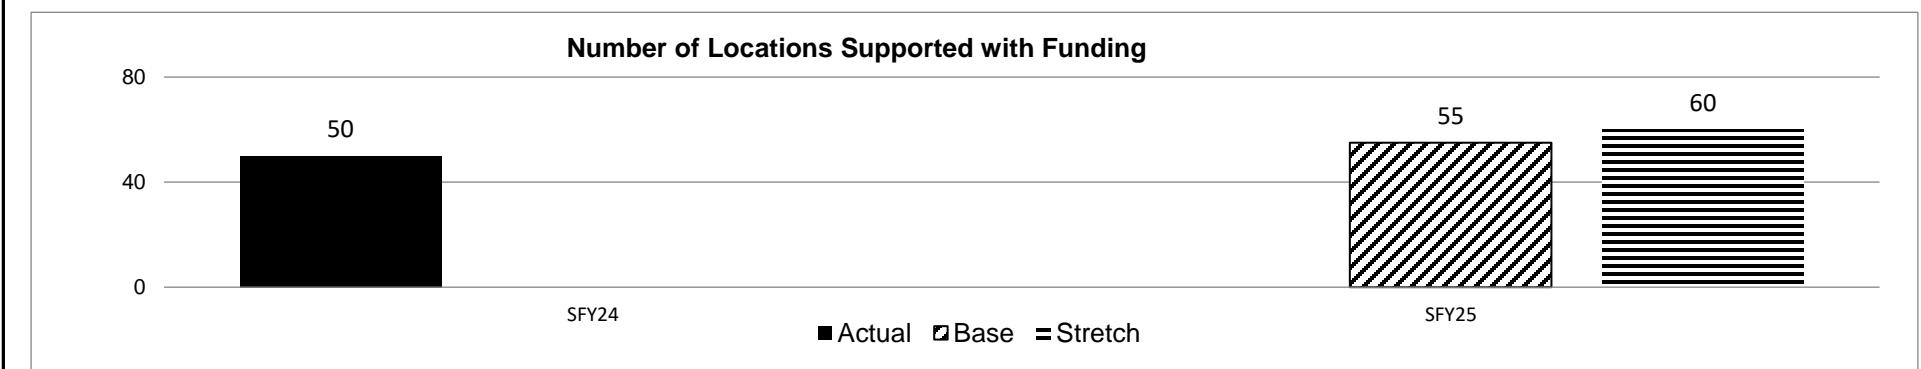 Number of Locations Supported with Funding
80
50
55
60
40
0
SFY24
SFY25
Actual Base Stretch